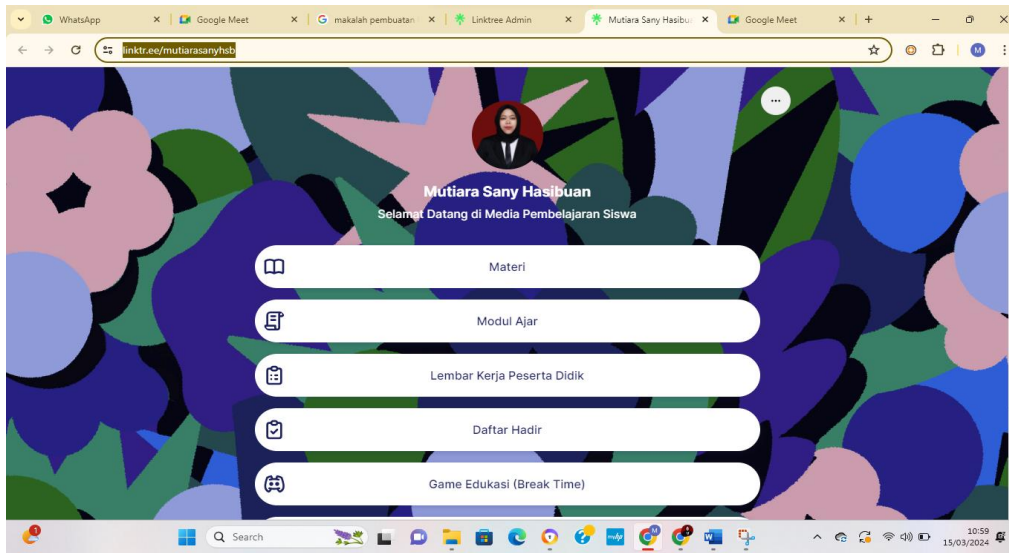 WhatsApp
Google Meet
makalah pembuatan
Linktree Admin
Mutiara Sany Hasibu
Google Meet
linktr.ee/mutiarasanyhsb
M
Mutiara Sany Hasibuan
Selamat Datang di Media Pembelajaran Siswa
Materi
Modul Ajar
Lembar Kerja Peserta Didik
Daftar Hadir
Game Edukasi (Break Time)
1
Search
10:59
15/03/2024